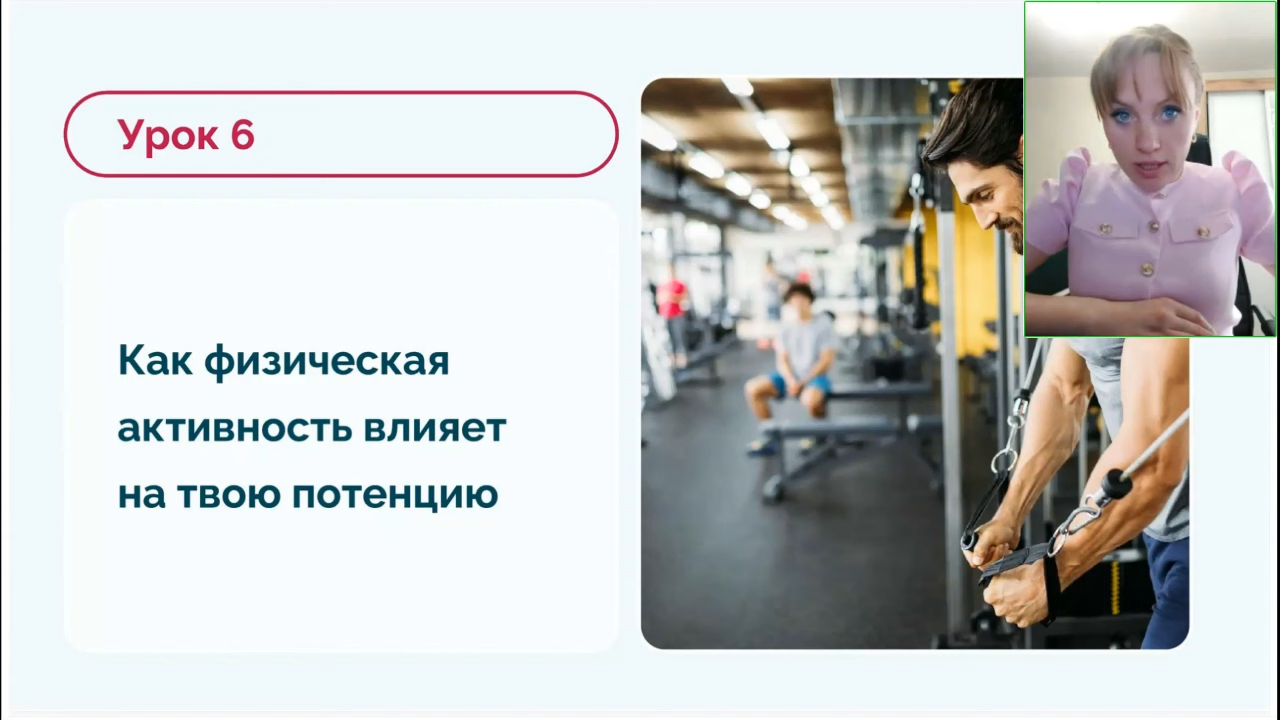 Урок 6
Как физическая
активность влияет
на твою потенцию